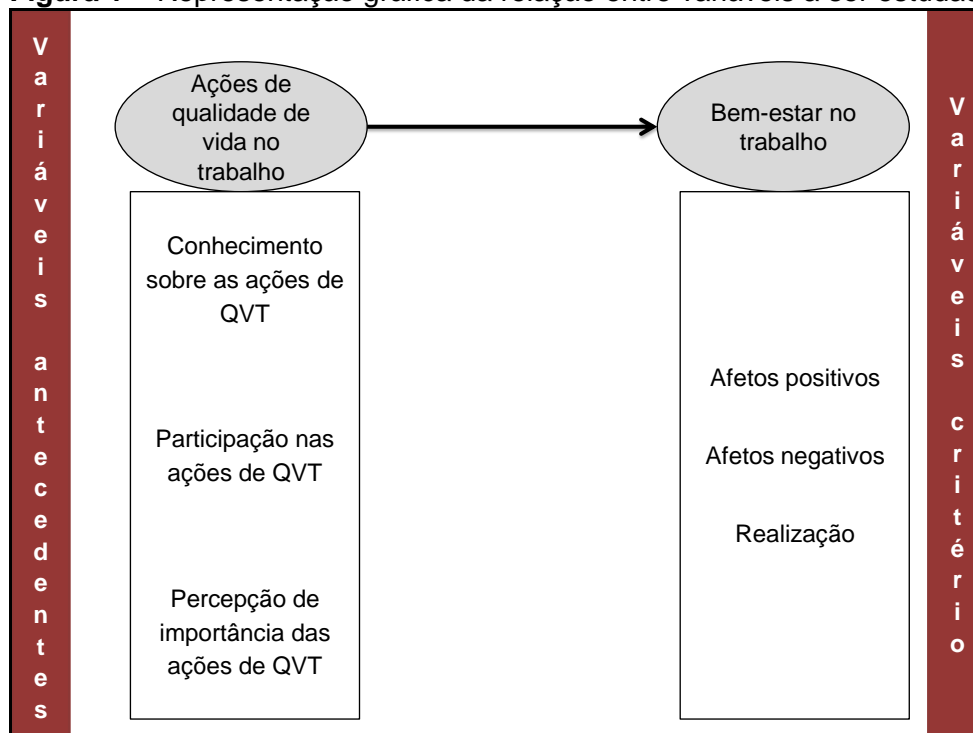 Figura – Representação gráfica da relação entre variáveis a ser
Variáveis antecedentes
Ações de
qualidade de
vida no
trabalho
Conhecimento
sobre as ações de
QVT
Participação nas
ações de QVT
Percepção de
importância das
ações de QVT
Bem-estar no
trabalho
Afetos positivos
Afetos negativos
Realização
Variáveis critério